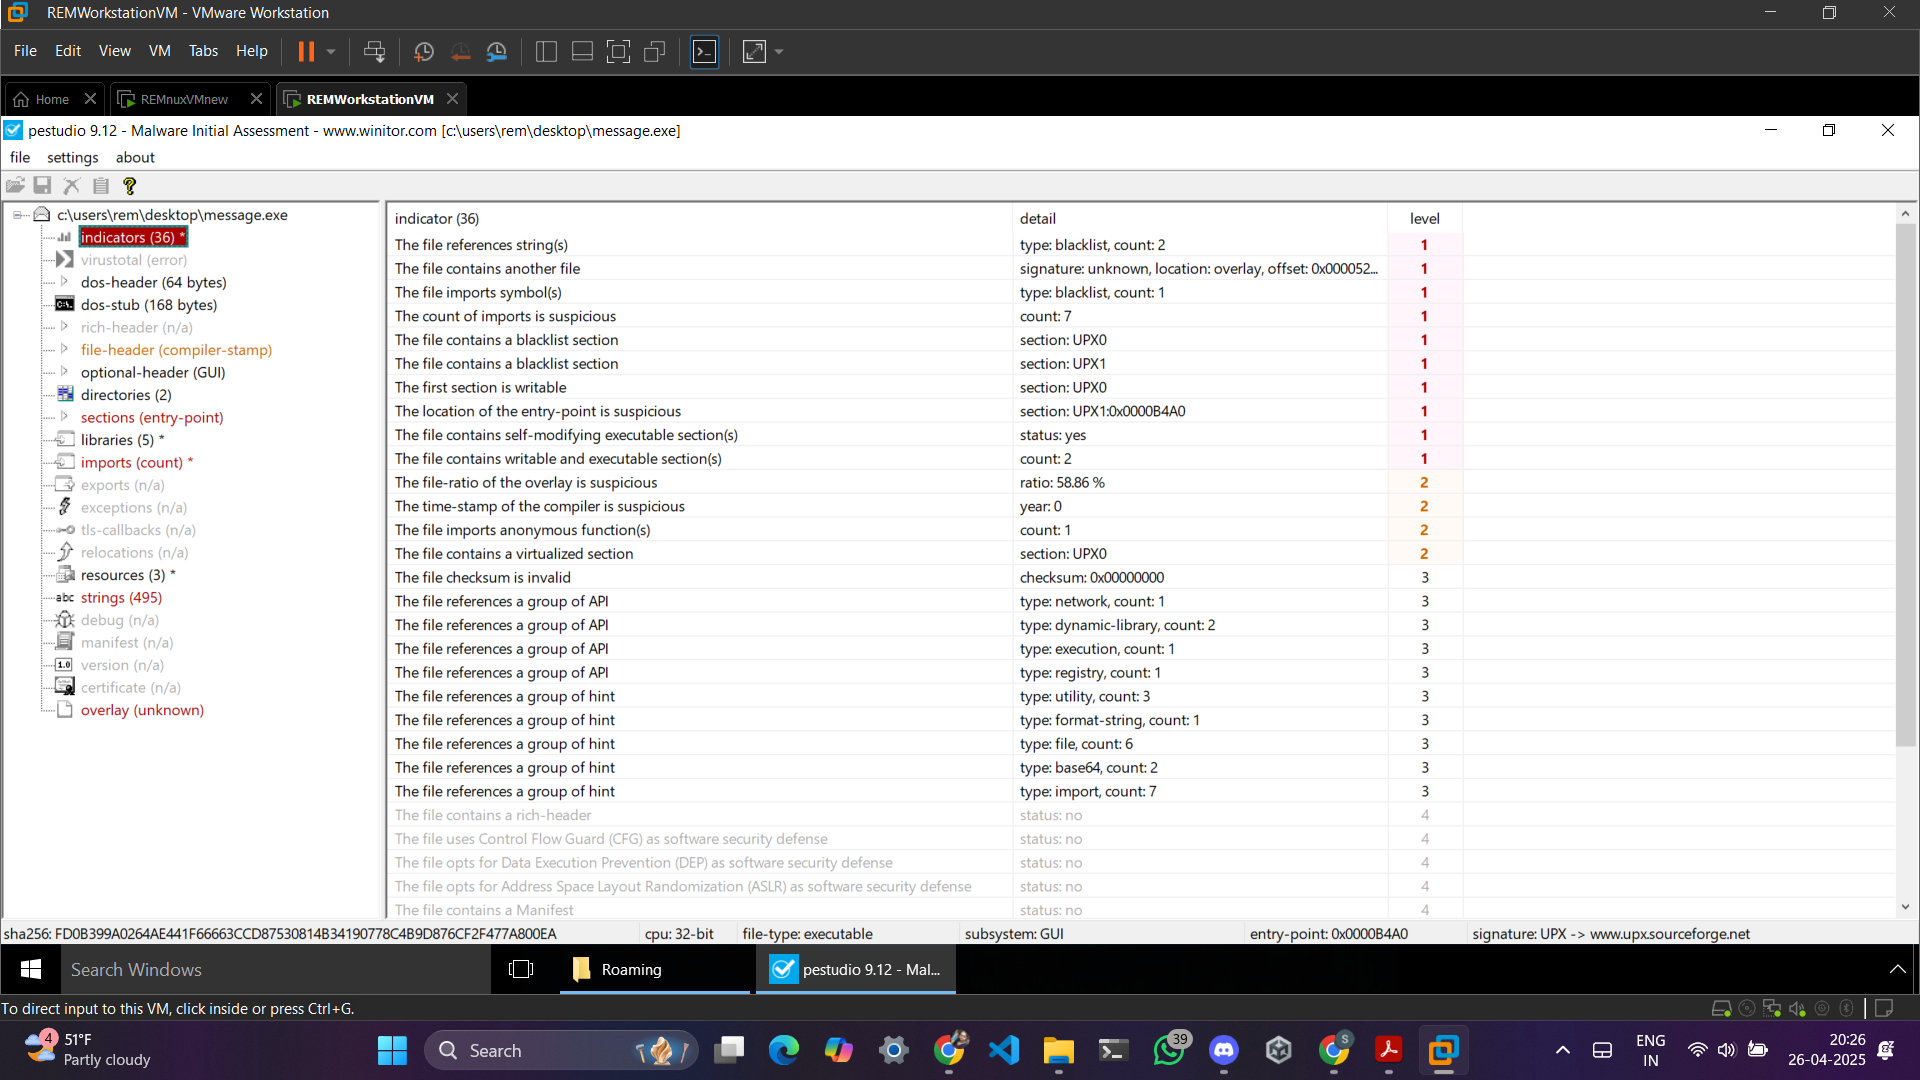 REMWorkstationVM - VMware Workstation
File Edit View VM Tabs Help
Home REMnuxVMnew REMWorkstationVM
pestudio 9.12 - Malware Initial Assessment - www.winitor.com [c:\users\rem\desktop\message.exe]
file settings about
c:\users\rem\desktop\message.exe
indicators (36) *
virustotal (error)
dos-header (64 bytes)
dos-stub (168 bytes)
rich-header (n/a)
file-header (compiler-stamp)
optional-header (GUI)
directories (2)
sections (entry-point)
libraries (5) *
imports (count) *
exports (n/a)
exceptions (n/a)
tls-callbacks (n/a)
relocations (n/a)
resources (3) *
abc strings (495)
debug (n/a)
manifest (n/a)
1.0 version (n/a)
certificate (n/a)
overlay (unknown)
indicator (36) detail level
The file references string(s) type: blacklist, count: 2 1
The file contains another file signature: unknown, location: overlay, offset: 0x000052... 1
The file imports symbol(s) type: blacklist, count: 1 1
The count of imports is suspicious count: 7 1
The file contains a blacklist section section: UPX0 1
The file contains a blacklist section section: UPX1 1
The first section is writable section: UPX0 1
The location of the entry-point is suspicious section: UPX1:0x0000B4A0 1
The file contains self-modifying executable section(s) status: yes 1
The file contains writable and executable section(s) count: 2 1
The file-ratio of the overlay is suspicious ratio: 58.86 % 2
The time-stamp of the compiler is suspicious year: 0 2
The file imports anonymous function(s) count: 1 2
The file contains a virtualized section section: UPX0 2
The file checksum is invalid checksum: 0x00000000 3
The file references a group of API type: network, count: 1 3
The file references a group of API type: dynamic-library, count: 2 3
The file references a group of API type: execution, count: 1 3
The file references a group of API type: registry, count: 1 3
The file references a group of hint type: utility, count: 3 3
The file references a group of hint type: format-string, count: 1 3
The file references a group of hint type: file, count: 6 3
The file references a group of hint type: base64, count: 2 3
The file references a group of hint type: import, count: 7 3
The file contains a rich-header status: no 4
The file uses Control Flow Guard (CFG) as software security defense status: no 4
The file opts for Data Execution Prevention (DEP) as software security defense status: no 4
The file opts for Address Space Layout Randomization (ASLR) as software security defense status: no 4
The file contains a Manifest status: no 4
sha256: FD0B399A0264AE441F66663CCD87530814B34190778C4B9D876CF2F477A800EA cpu: 32-bit file-type: executable subsystem: GUI entry-point: 0x0000B4A0 signature: UPX -> www.upx.sourceforge.net
Search Windows Roaming pestudio 9.12 - Mal...
To direct input to this VM, click inside or press Ctrl+G.
4 51°F
Partly cloudy
Search
39
S
ENG
IN
20:26
26-04-2025